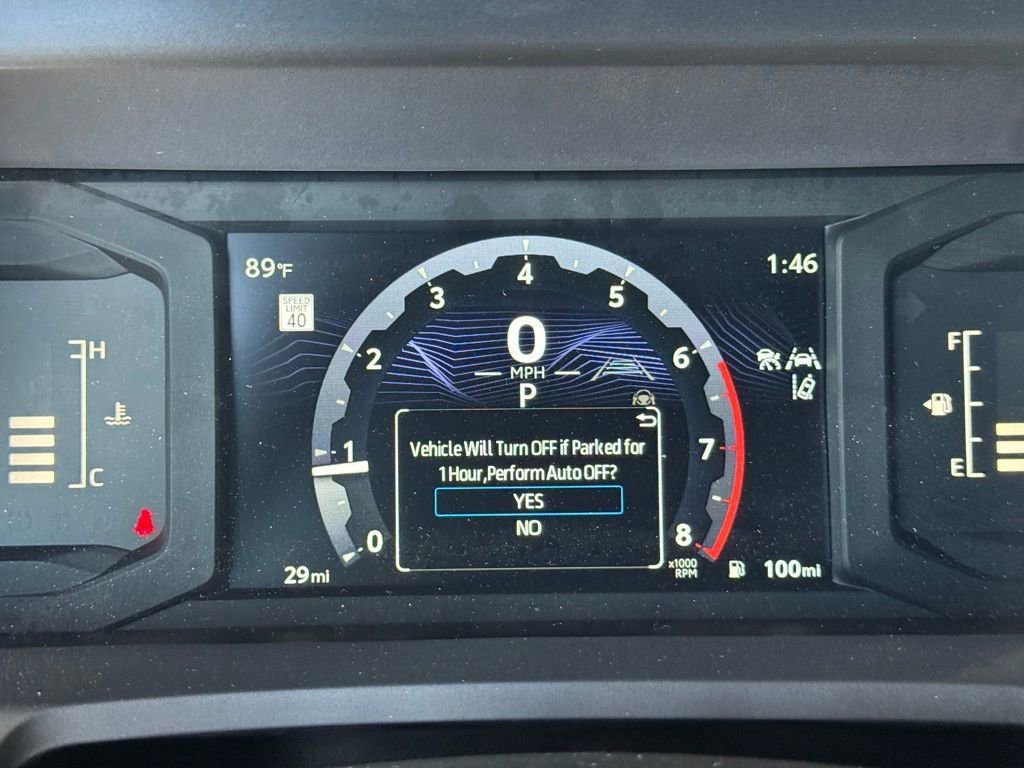 89°F
1:46
SPEED
LIMIT
40
H
C
F
E
0
1
2
3
4
5
6
7
8
0
MPH
P
Vehicle Will Turn OFF if Parked for
1 Hour,Perform Auto OFF?
YES
NO
x1000
RPM
29mi
100mi